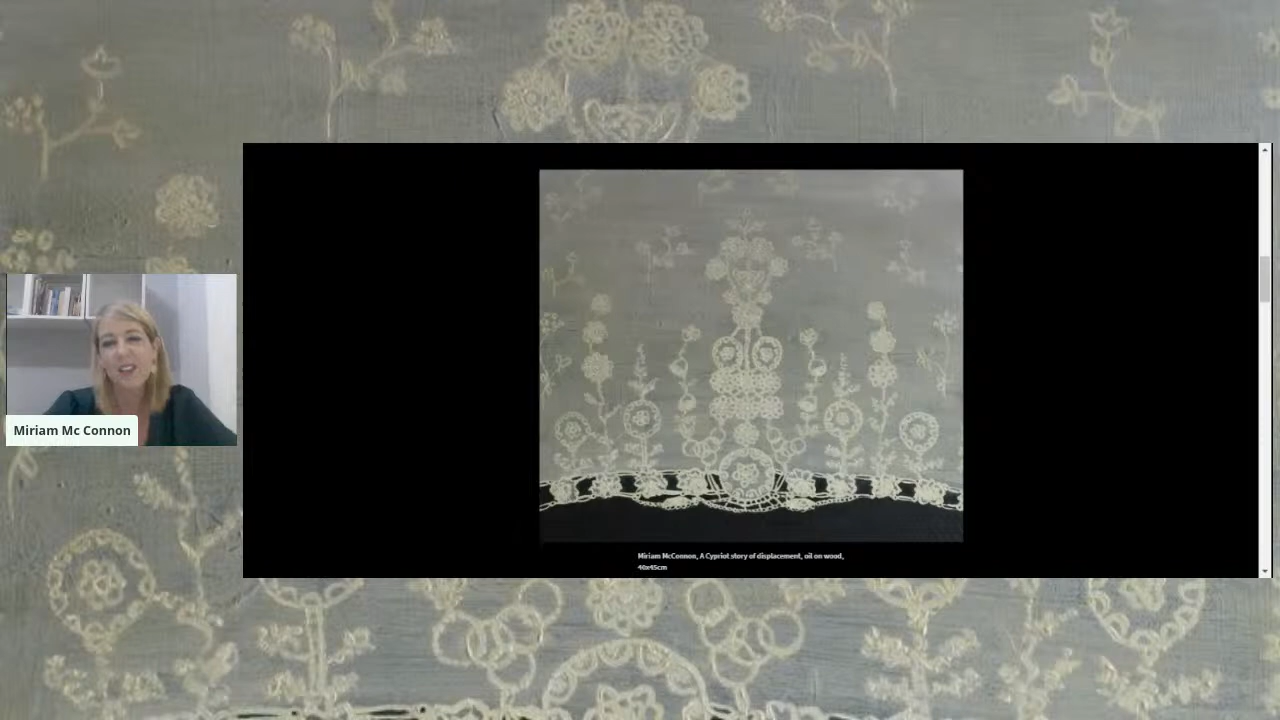 Miriam Mc Connon
Miriam McConnon, A Cypriot story of displacement, oil on wood,
40x45cm